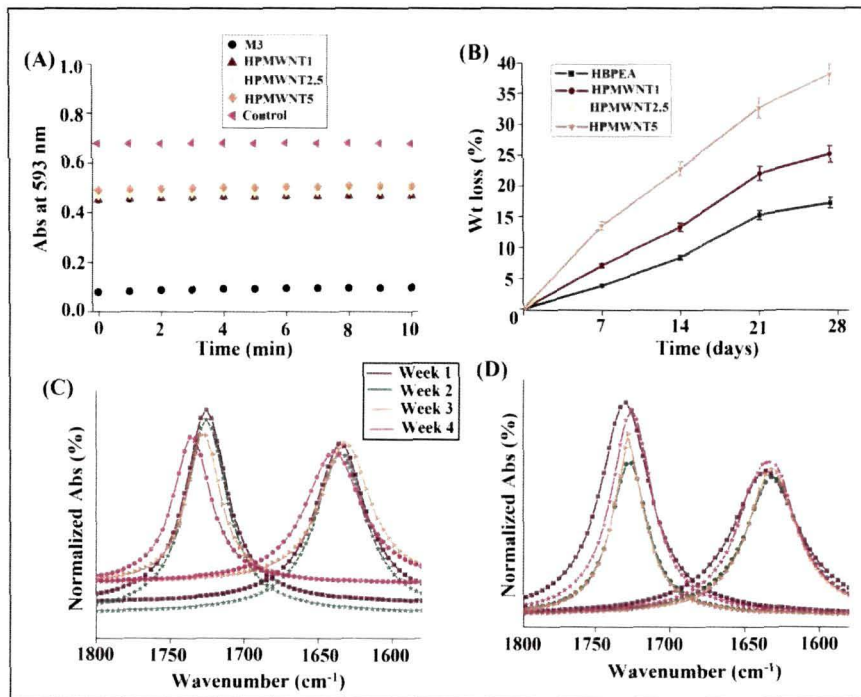 (A)
M3
HPMWNT1
HPMWNT2.5
HPMWNT5
Control
1.0
0.8
0.6
0.4
0.2
0.0
Abs at 593 nm
0 2 4 6 8 10
Time (min)
(B)
HBPEA
HPMWNT1
HPMWNT2.5
HPMWNT5
40
35
30
25
20
15
10
5
0
Wt loss (%)
7 14 21 28
Time (days)
(C)
Week 1
Week 2
Week 3
Week 4
Normalized Abs (%)
1800 1750 1700 1650 1600
Wavenumber (cm⁻¹)
(D)
Normalized Abs (%)
1800 1750 1700 1650 1600
Wavenumber (cm⁻¹)